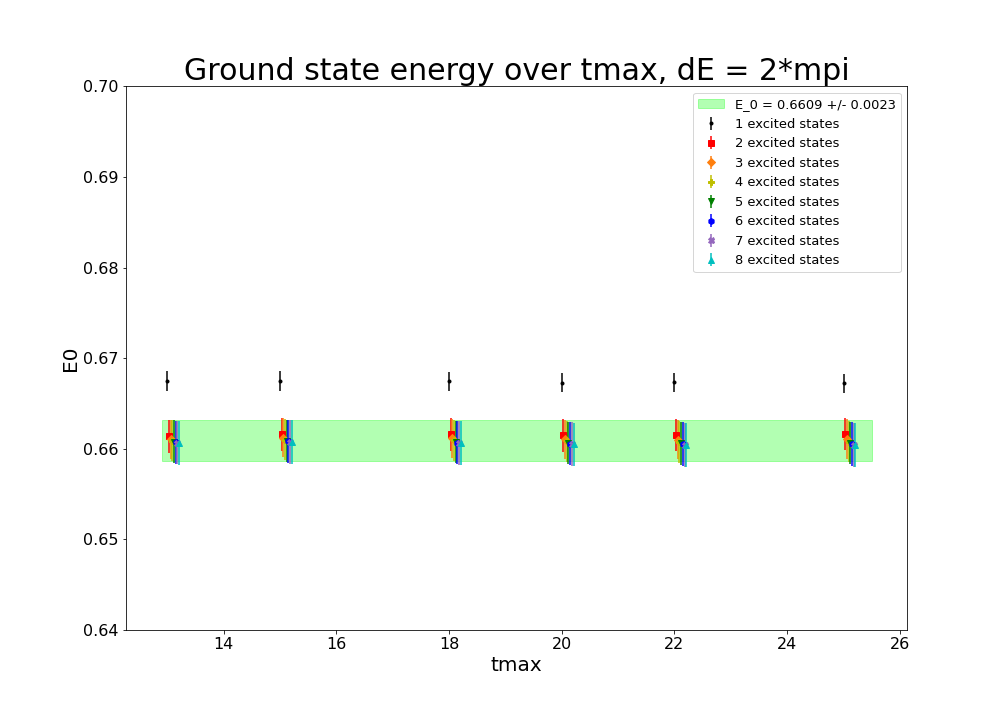 Ground state energy over tmax, dE = 2*mpi
0.70
0.69
0.68
0.67
0.66
0.65
0.64
E0
E_0 = 0.6609 +/- 0.0023
1 excited states
2 excited states
3 excited states
4 excited states
5 excited states
6 excited states
7 excited states
8 excited states
14 16 18 20 22 24 26
tmax